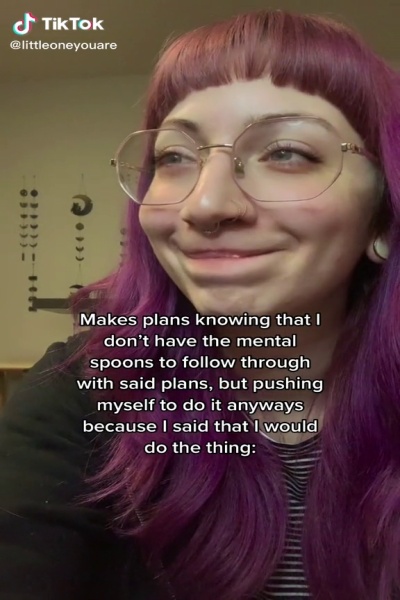 TikTok
@littleoneyouare
Makes plans knowing that I
don't have the mental
spoons to follow through
with said plans, but pushing
myself to do it anyways
because I said that I would
do the thing: